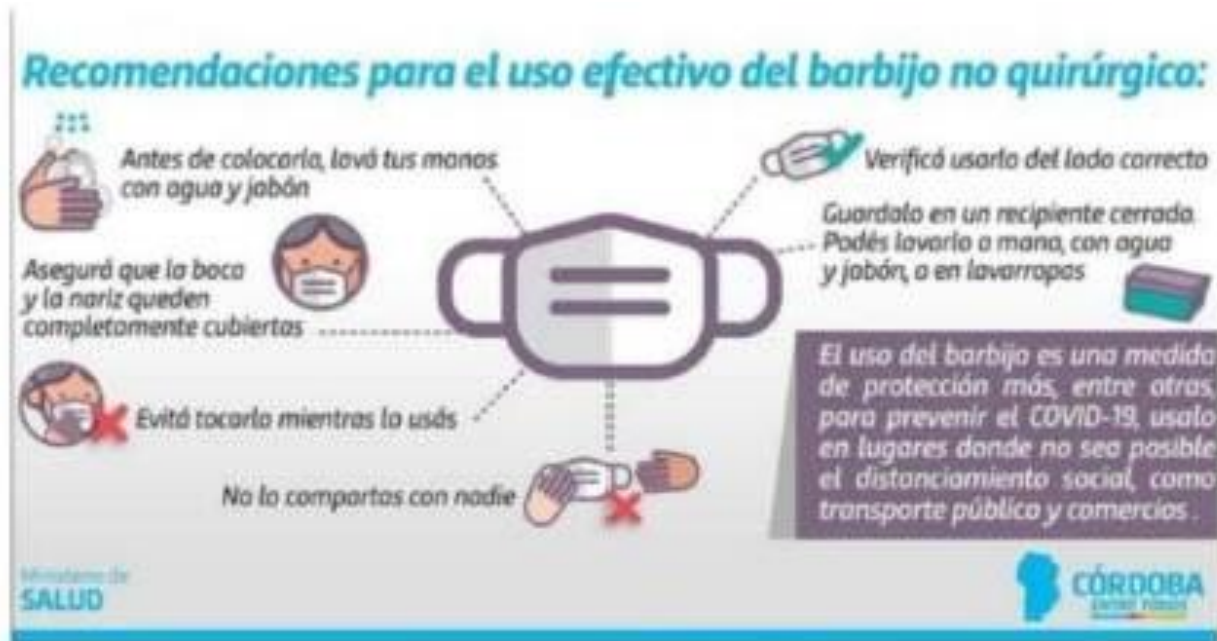 Recomendaciones para el uso efectivo del barbijo no quirúrgico:
Antes de colocarlo, lavá tus manos
con agua y jabón
Asegurá que la boca
y la nariz queden
completamente cubiertas
Evitá tocarlo mientras lo usás
No lo compartas con nadie
Verificá usarlo del lado correcto
Guardalo en un recipiente cerrado.
Podés lavarlo a mano, con agua
y jabón, o en lavarropas
El uso del barbijo es una medida
de protección más, entre otras,
para prevenir el COVID-19, usalo
en lugares donde no sea posible
el distanciamiento social, como
transporte público y comercios.
Ministerio de
SALUD
CÓRDOBA
ENTRE TODOS